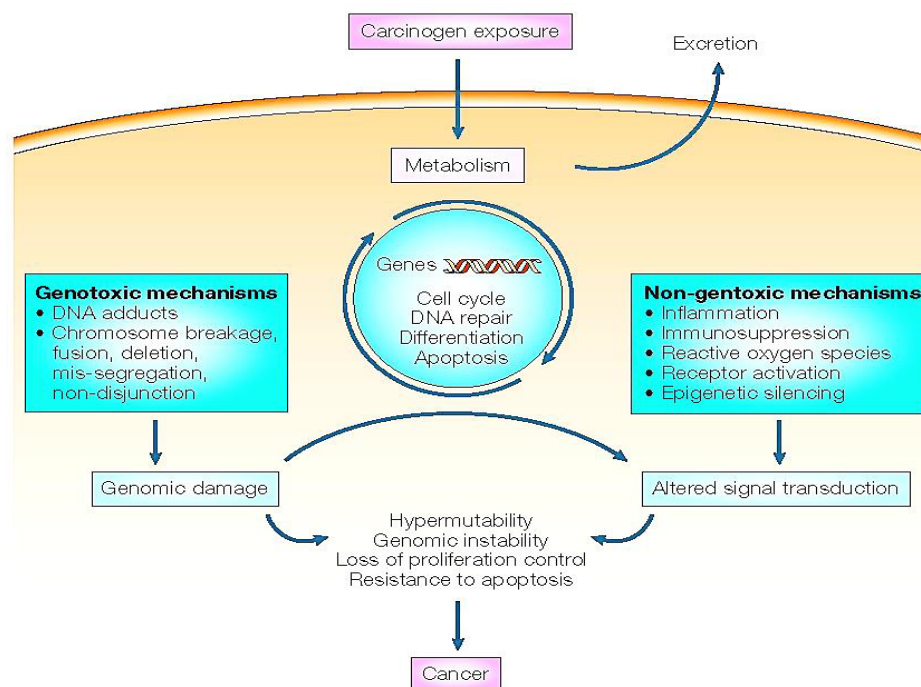 Carcinogen exposure
Excretion
Metabolism
Genes
Cell cycle
DNA repair
Differentiation
Apoptosis
Genotoxic mechanisms
• DNA adducts
• Chromosome breakage,
fusion, deletion,
mis-segregation,
non-disjunction
Non-gentoxic mechanisms
• Inflammation
• Immunosuppression
• Reactive oxygen species
• Receptor activation
• Epigenetic silencing
Genomic damage
Altered signal transduction
Hypermutability
Genomic instability
Loss of proliferation control
Resistance to apoptosis
Cancer